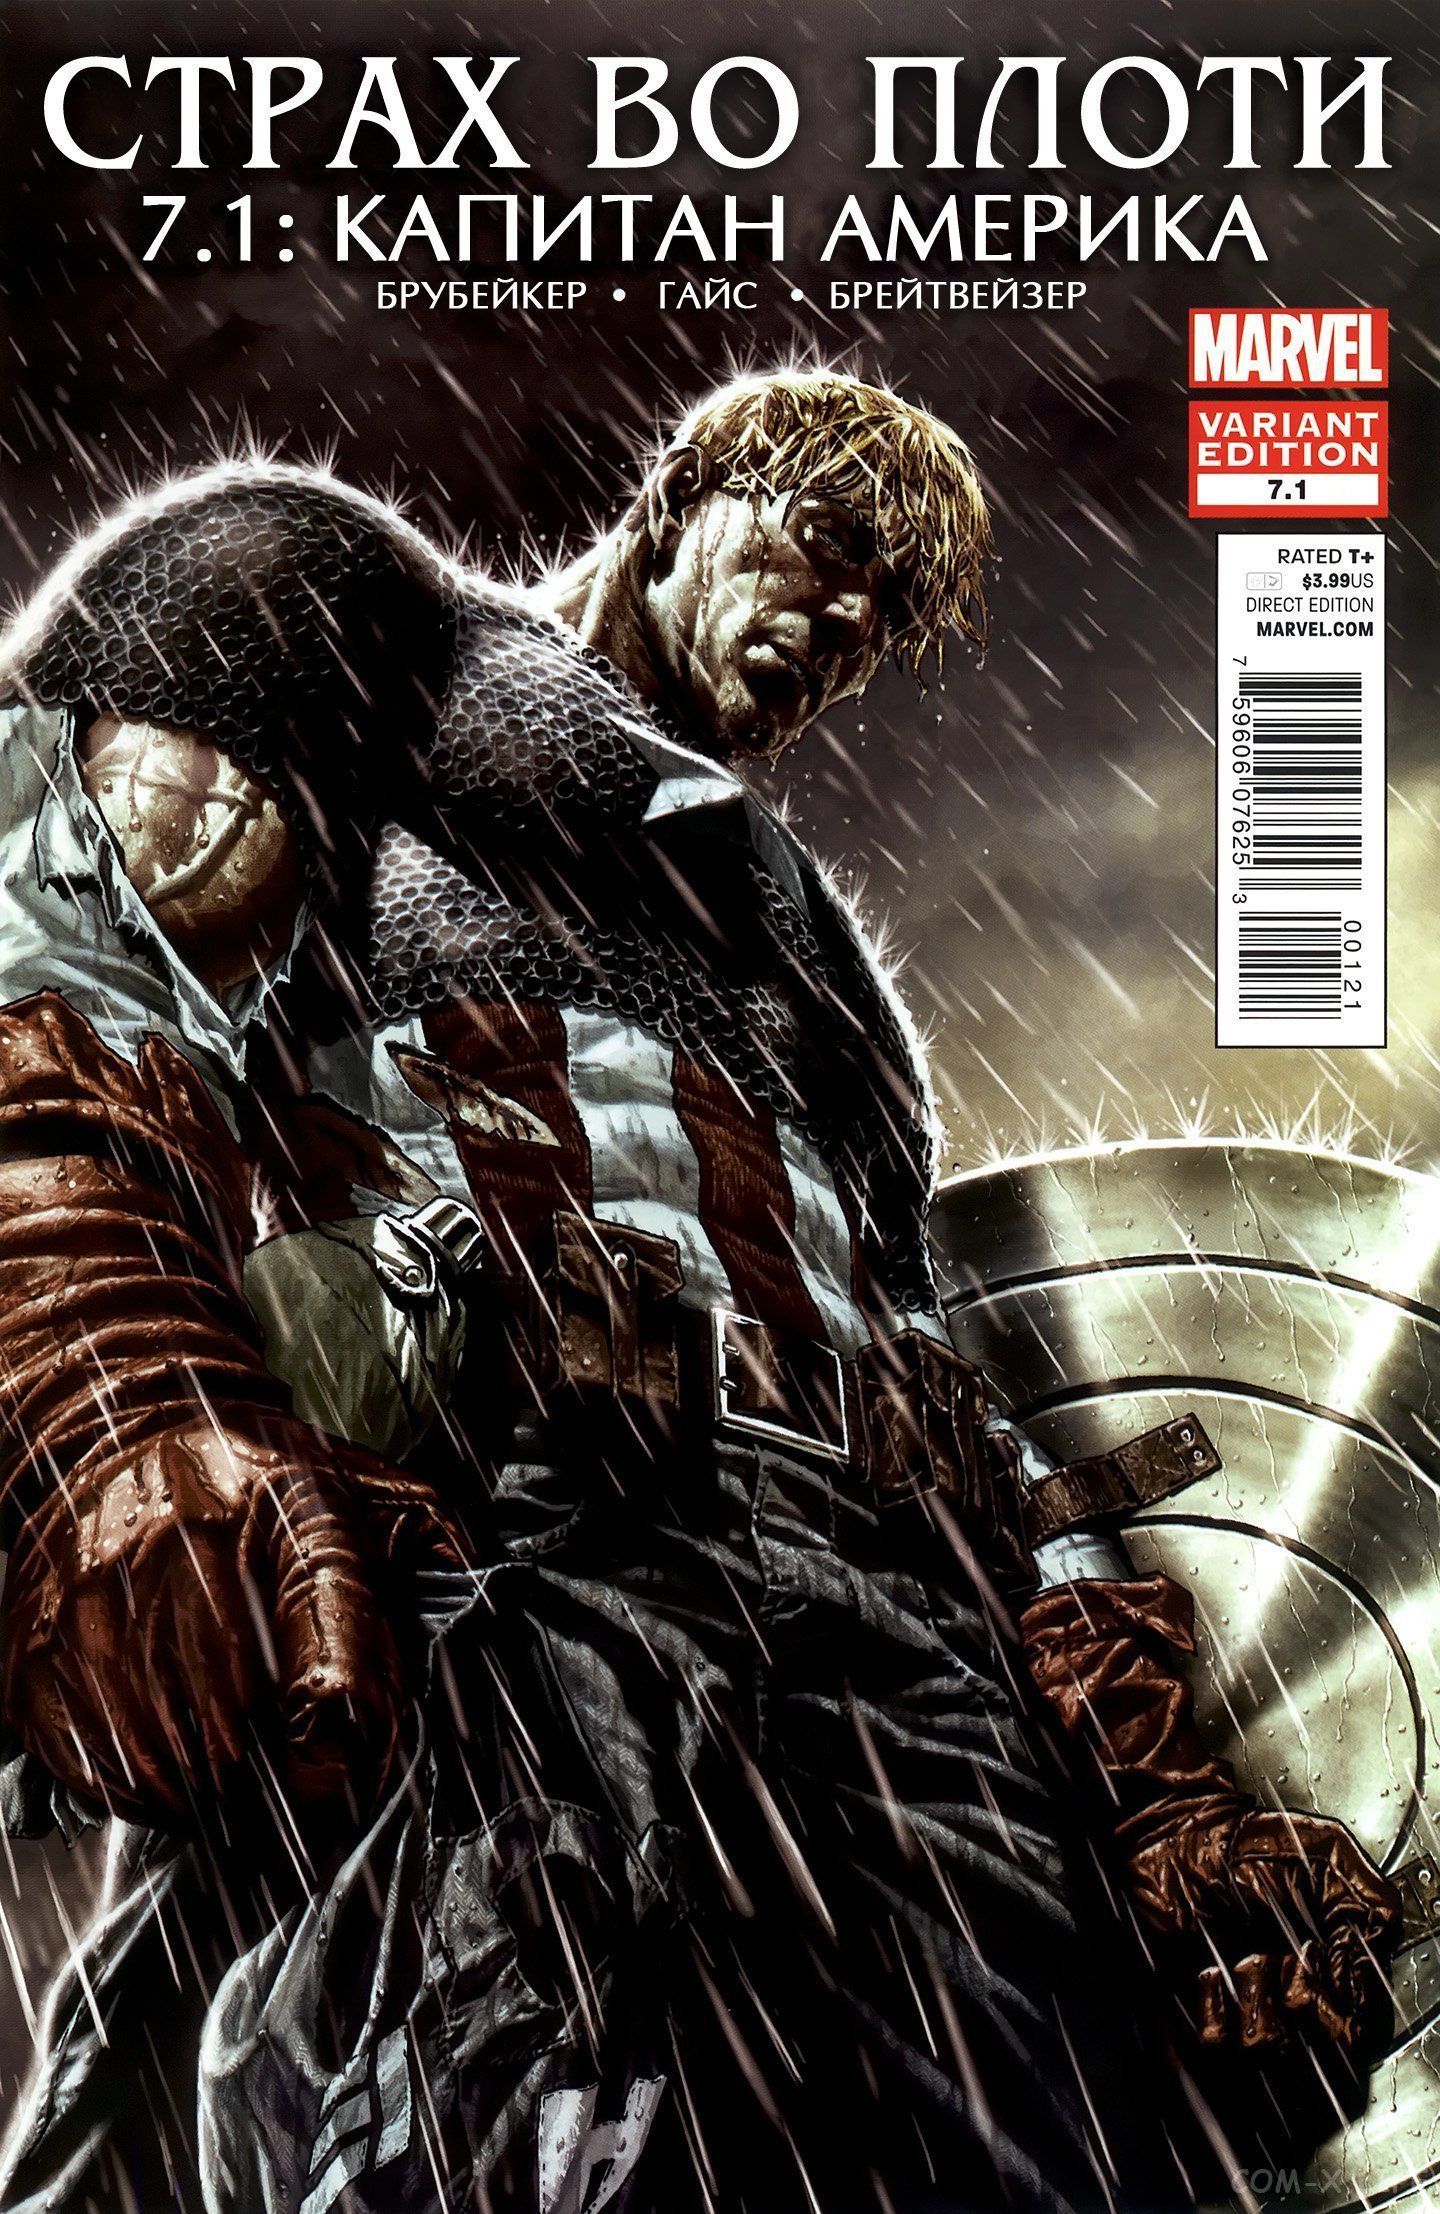 СТРАХ ВО ПЛОТИ
7.1: КАПИТАН АМЕРИКА
БРУБЕЙКЕР • ГАЙС • БРЕЙТВЕЙЗЕР
MARVEL
VARIANT
EDITION
7.1
RATED T+
$3.99US
DIRECT EDITION
MARVEL.COM
7 59606 07625 3
00121